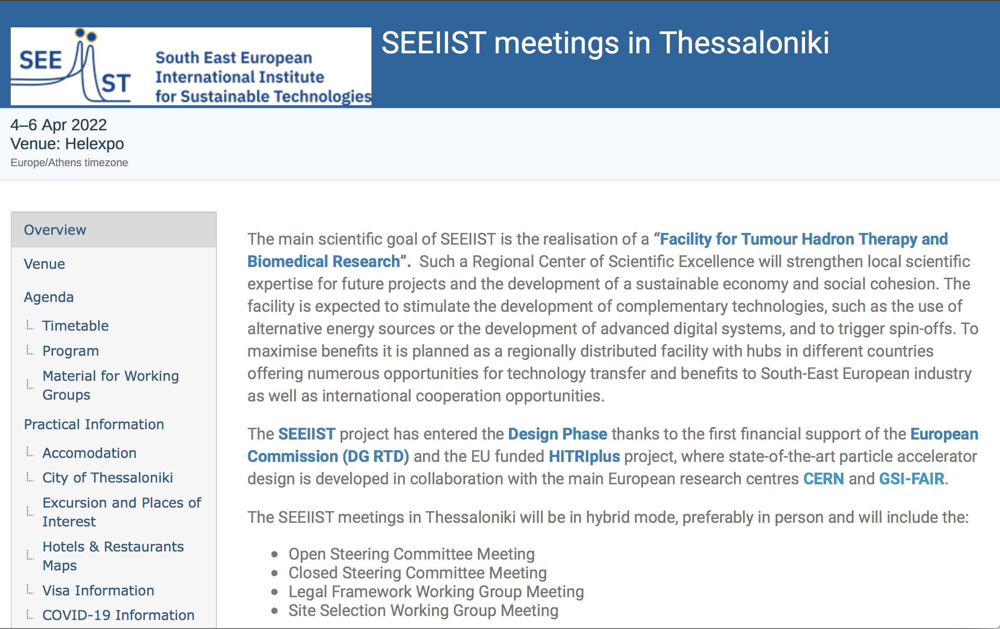 SEE
ST
South East European
International Institute
for Sustainable Technologies
SEEIIST meetings in Thessaloniki
4–6 Apr 2022
Venue: Helexpo
Europe/Athens timezone
Overview
Venue
Agenda
Timetable
Program
Material for Working
Groups
Practical Information
Accomodation
City of Thessaloniki
Excursion and Places of
Interest
Hotels & Restaurants
Maps
Visa Information
COVID-19 Information
The main scientific goal of SEEIIST is the realisation of a “Facility for Tumour Hadron Therapy and
Biomedical Research”. Such a Regional Center of Scientific Excellence will strengthen local scientific
expertise for future projects and the development of a sustainable economy and social cohesion. The
facility is expected to stimulate the development of complementary technologies, such as the use of
alternative energy sources or the development of advanced digital systems, and to trigger spin-offs. To
maximise benefits it is planned as a regionally distributed facility with hubs in different countries
offering numerous opportunities for technology transfer and benefits to South-East European industry
as well as international cooperation opportunities.
The SEEIIST project has entered the Design Phase thanks to the first financial support of the European
Commission (DG RTD) and the EU funded HITRIplus project, where state-of-the-art particle accelerator
design is developed in collaboration with the main European research centres CERN and GSI-FAIR.
The SEEIIST meetings in Thessaloniki will be in hybrid mode, preferably in person and will include the:
• Open Steering Committee Meeting
• Closed Steering Committee Meeting
• Legal Framework Working Group Meeting
• Site Selection Working Group Meeting